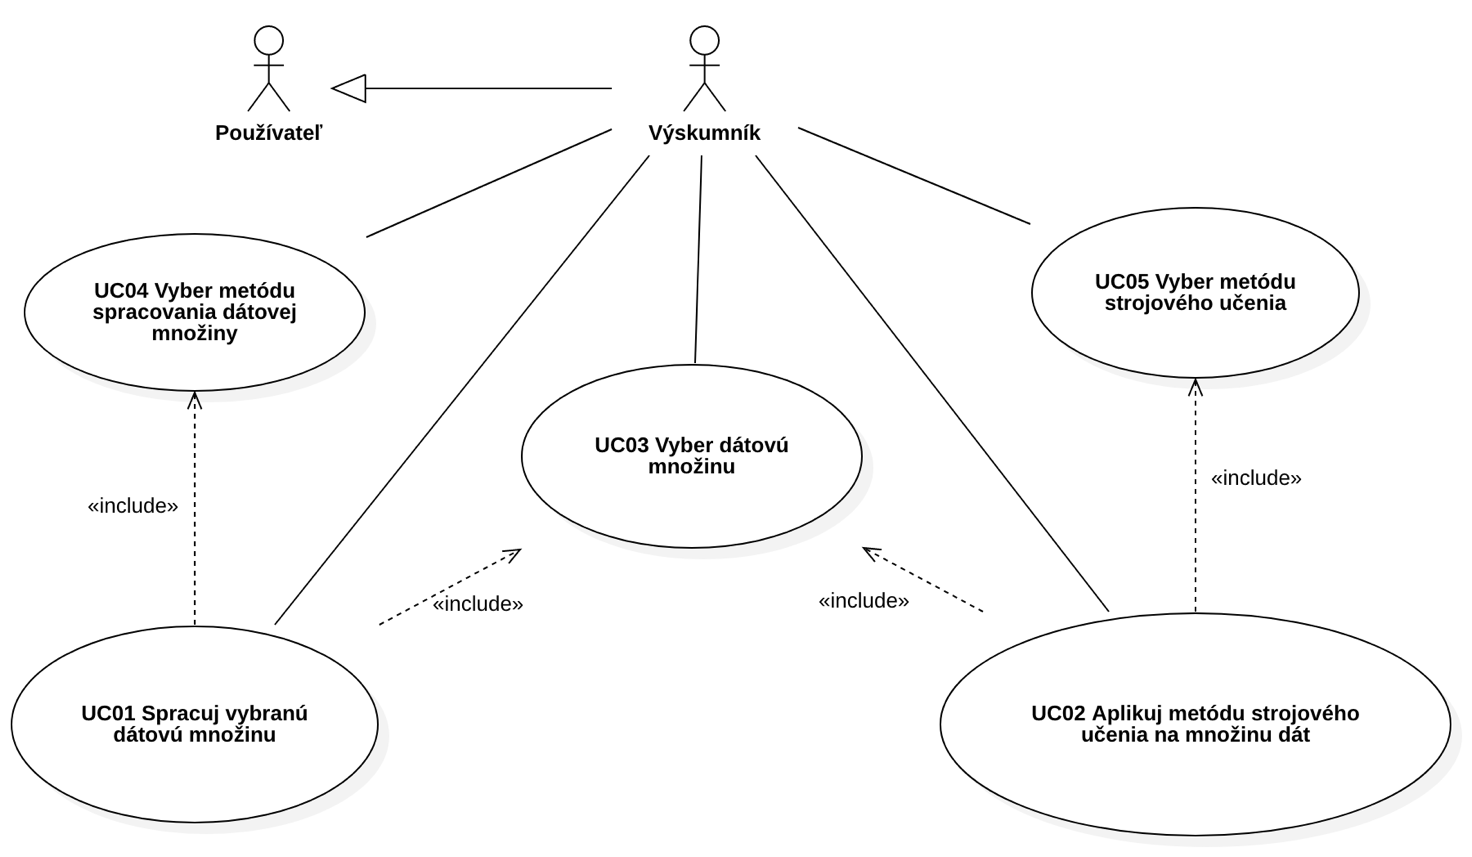 Používateľ
Výskumník
UC04 Vyber metódu
spracovania dátovej
množiny
UC05 Vyber metódu
strojového učenia
UC03 Vyber dátovú
množinu
«include»
«include»
«include»
«include»
UC01 Spracuj vybranú
dátovú množinu
UC02 Aplikuj metódu strojového
učenia na množinu dát